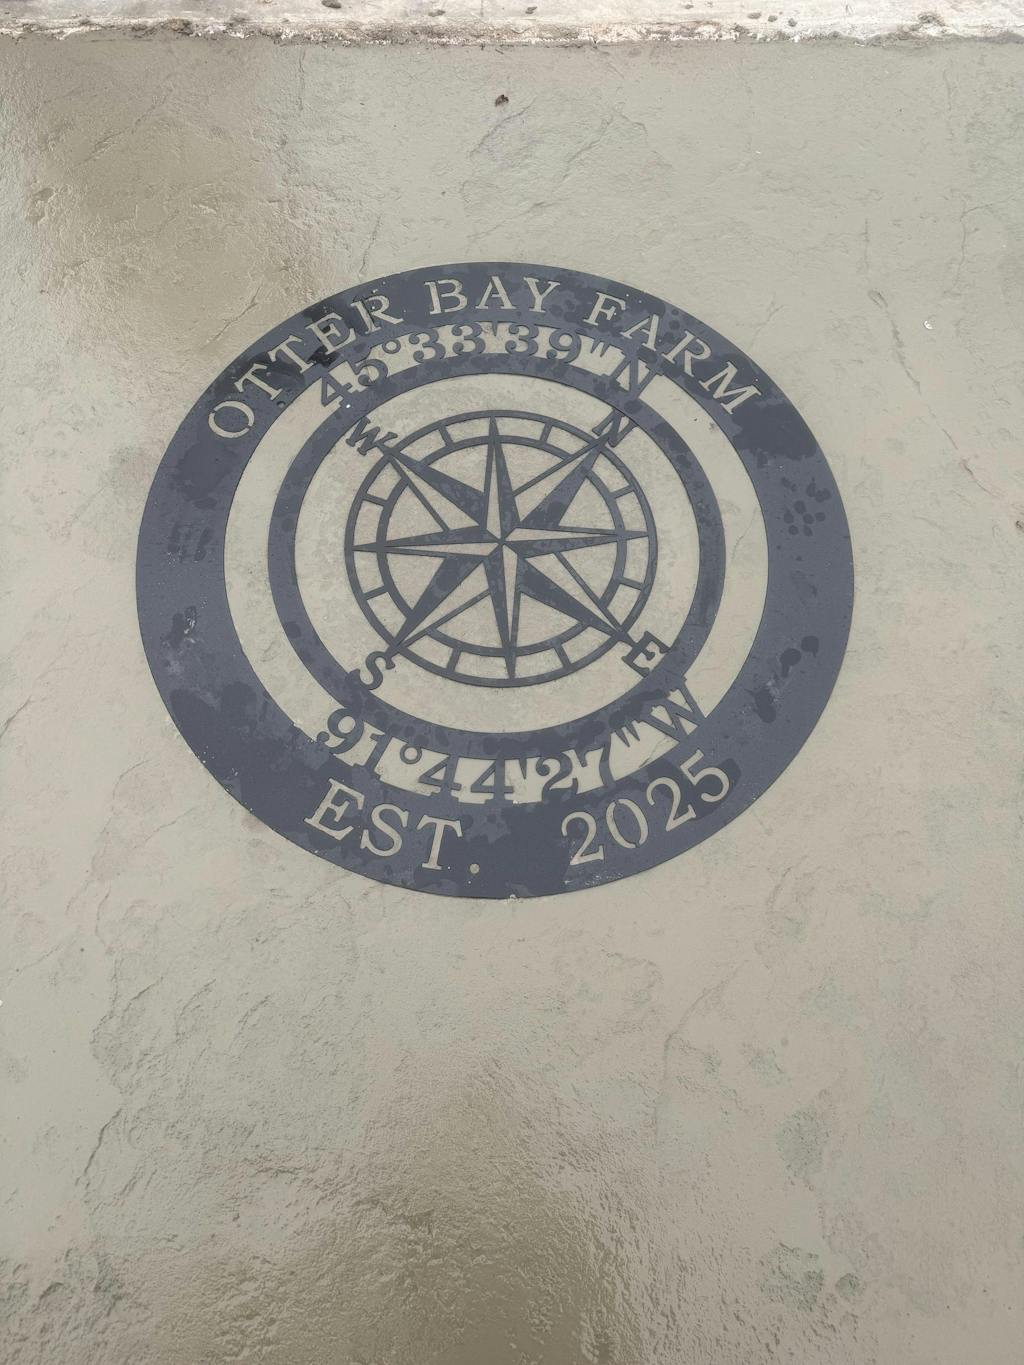 OTTER BAY FARM
45°33'39"N
W N
S E
91°44'27"W
EST. 2025